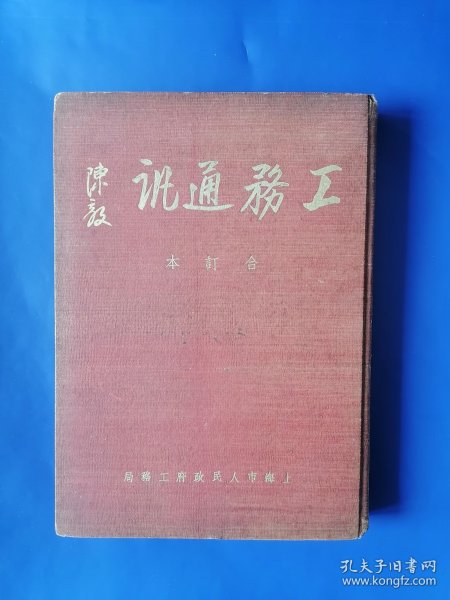 工務通訊
陳毅
合訂本
上海市人民政府工務局
孔夫子旧书网
www.kongfz.com